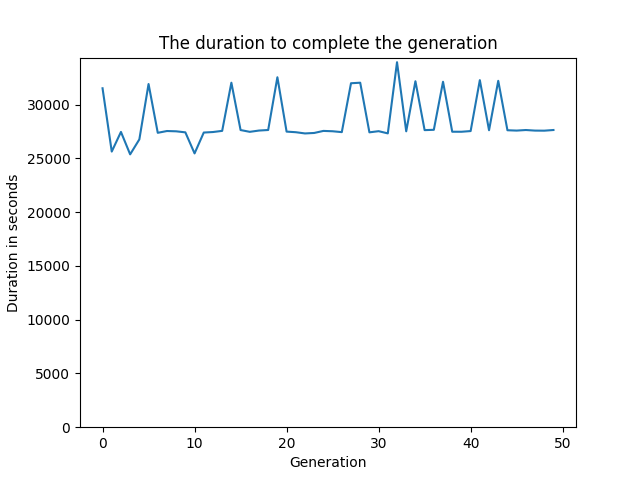 The duration to complete the generation
Duration in seconds
30000
25000
20000
15000
10000
5000
0
0 10 20 30 40 50
Generation